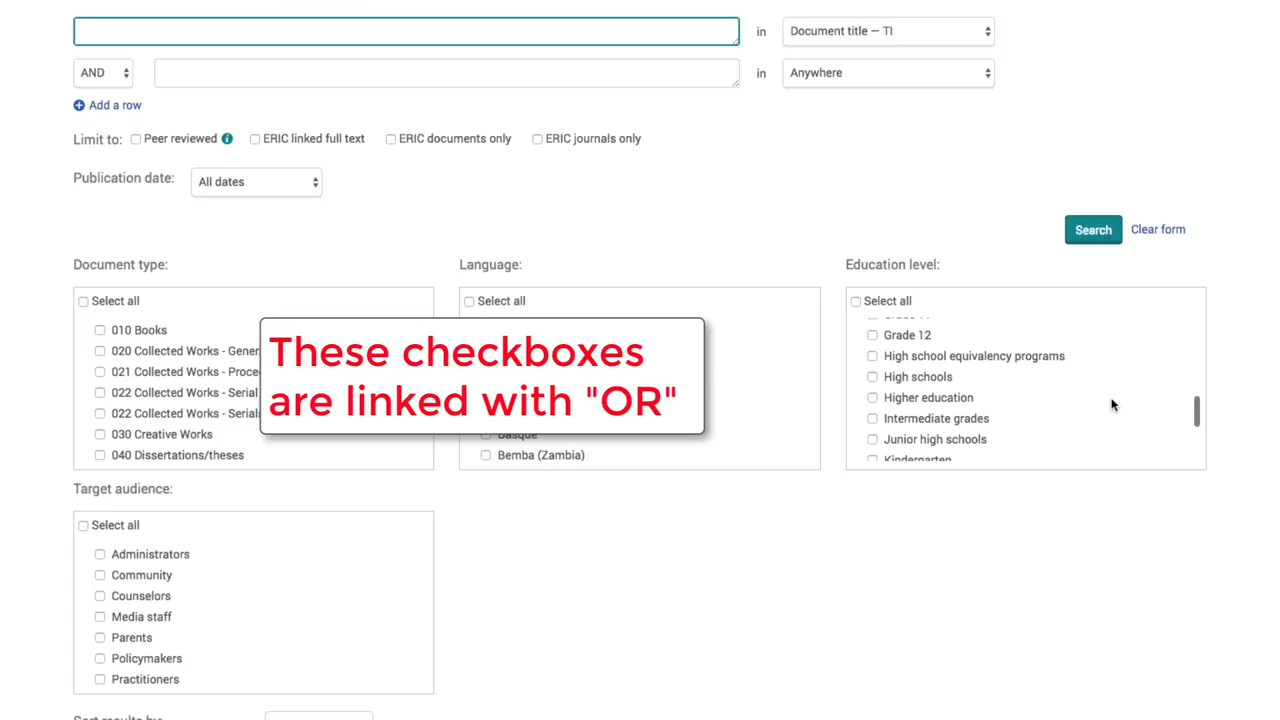 in Document title – TI
AND in Anywhere
Add a row
Limit to: Peer reviewed i ERIC linked full text ERIC documents only ERIC journals only
Publication date: All dates
Search Clear form
Document type:
Select all
010 Books
020 Collected Works - Gener
021 Collected Works - Proce
022 Collected Works - Serial
022 Collected Works - Serials
030 Creative Works
040 Dissertations/theses
Language:
Select all
Basque
Bemba (Zambia)
These checkboxes
are linked with "OR"
Education level:
Select all
Grade 12
High school equivalency programs
High schools
Higher education
Intermediate grades
Junior high schools
Kindergarten
Target audience:
Select all
Administrators
Community
Counselors
Media staff
Parents
Policymakers
Practitioners
Sort results by: